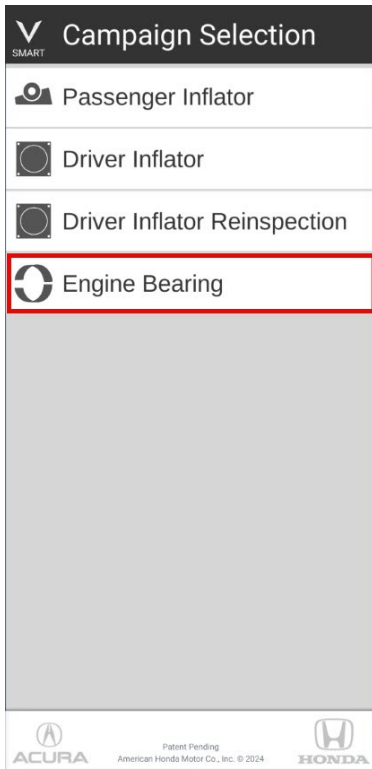 V
SMART
Campaign Selection
Passenger Inflator
Driver Inflator
Driver Inflator Reinspection
Engine Bearing
ACURA
Patent Pending
American Honda Motor Co., Inc. © 2024
HONDA